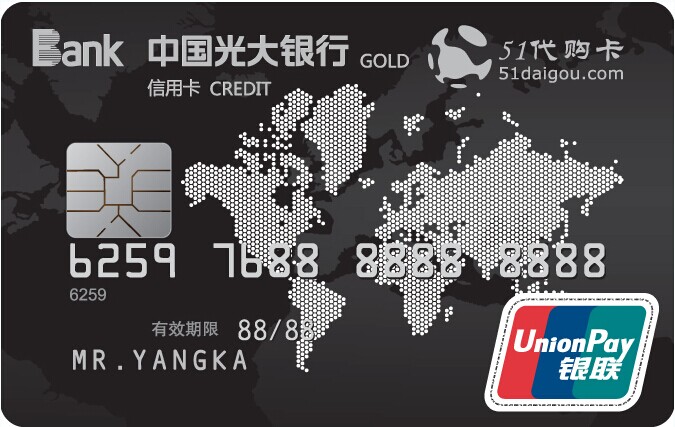 Bank 中国光大银行 GOLD
信用卡 CREDIT
51代购卡
51daigou.com
6259 7688 8888 8888
6259
有效期限 88/88
MR.YANGKA
UnionPay
银联